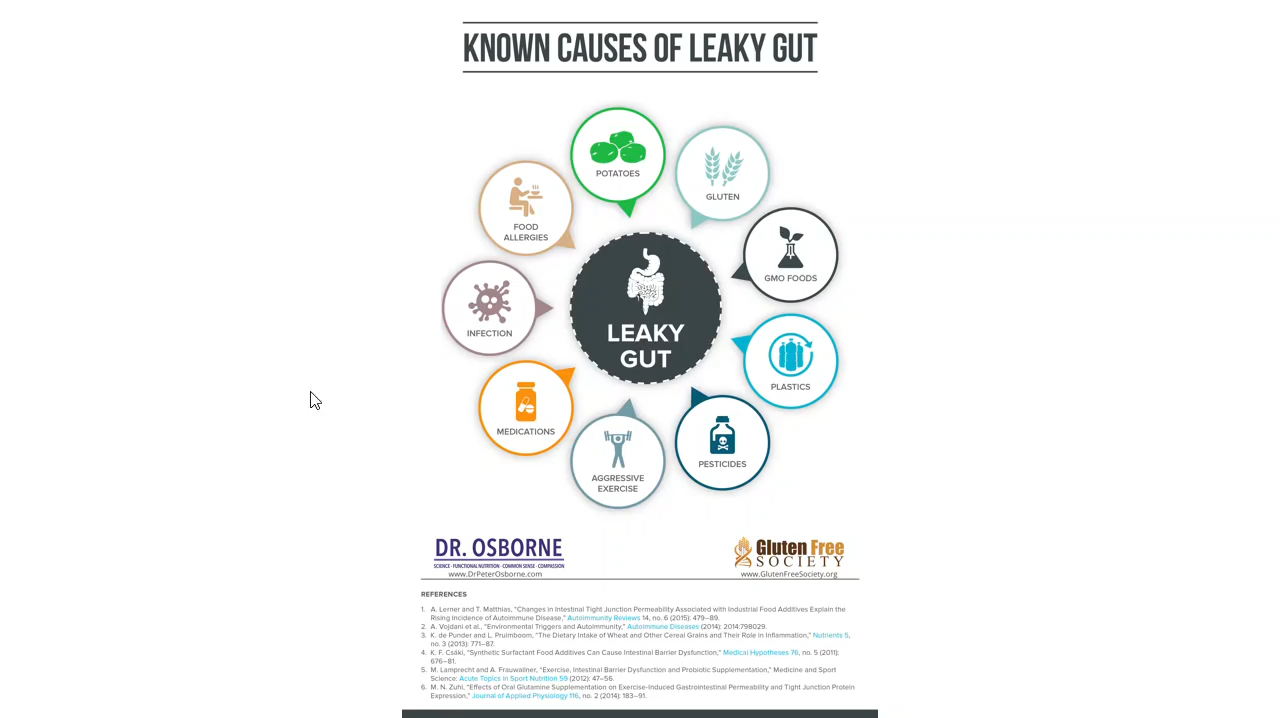 KNOWN CAUSES OF LEAKY GUT
POTATOES
GLUTEN
FOOD
ALLERGIES
GMO FOODS
INFECTION
LEAKY
GUT
PLASTICS
MEDICATIONS
PESTICIDES
AGGRESSIVE
EXERCISE
DR. OSBORNE
SCIENCE · FUNCTIONAL NUTRITION · COMMON SENSE · COMPASSION
www.DrPeterOsborne.com
Gluten Free
SOCIETY
www.GlutenFreeSociety.org
REFERENCES
1. A. Lerner and T. Matthias, "Changes in Intestinal Tight Junction Permeability Associated with Industrial Food Additives Explain the
Rising Incidence of Autoimmune Disease," Autoimmunity Reviews 14, no. 6 (2015): 479–89.
2. A. Vojdani et al., "Environmental Triggers and Autoimmunity," Autoimmune Diseases (2014): 2014:798029.
3. K. de Punder and L. Pruimboom, "The Dietary Intake of Wheat and Other Cereal Grains and Their Role in Inflammation," Nutrients 5,
no. 3 (2013): 771–87.
4. K. F. Csáki, "Synthetic Surfactant Food Additives Can Cause Intestinal Barrier Dysfunction," Medical Hypotheses 76, no. 5 (2011):
676–81.
5. M. Lamprecht and A. Frauwallner, "Exercise, Intestinal Barrier Dysfunction and Probiotic Supplementation," Medicine and Sport
Science: Acute Topics in Sport Nutrition 59 (2012): 47–56.
6. M. N. Zuhl, "Effects of Oral Glutamine Supplementation on Exercise-Induced Gastrointestinal Permeability and Tight Junction Protein
Expression," Journal of Applied Physiology 116, no. 2 (2014): 183–91.